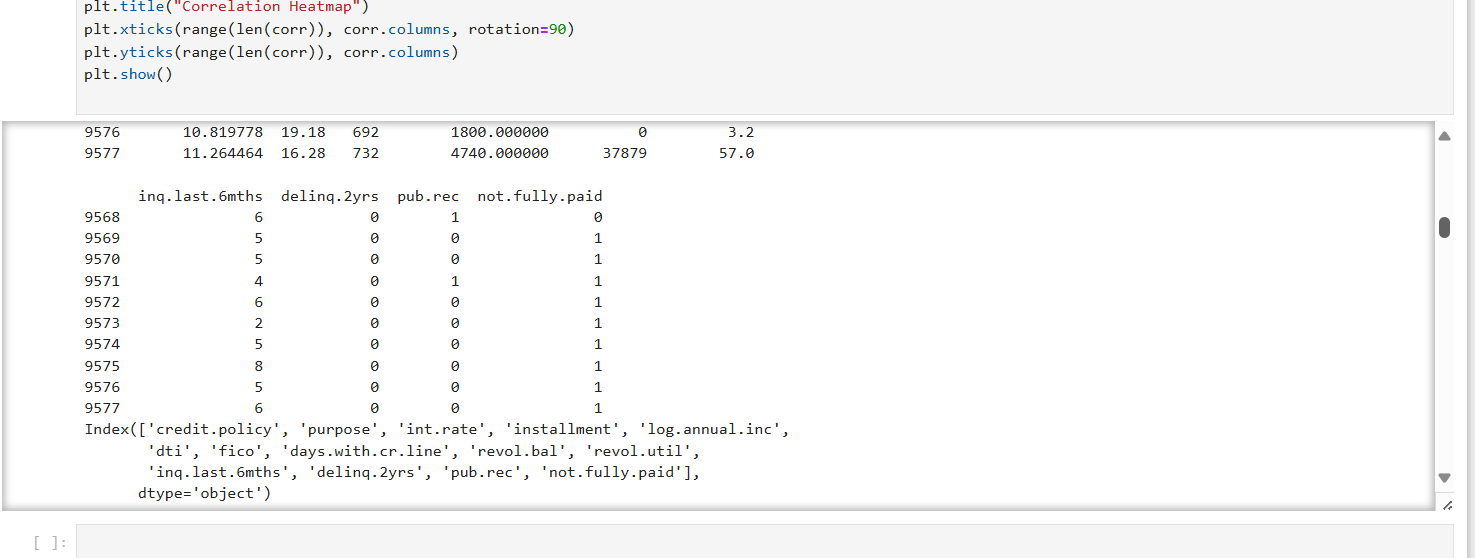 plt.title("Correlation Heatmap")
plt.xticks(range(len(corr)), corr.columns, rotation=90)
plt.yticks(range(len(corr)), corr.columns)
plt.show()
9576 10.819778 19.18 692 1800.000000 0 3.2
9577 11.264464 16.28 732 4740.000000 37879 57.0
inq.last.6mths delinq.2yrs pub.rec not.fully.paid
9568 6 0 1 0
9569 5 0 0 1
9570 5 0 0 1
9571 4 0 1 1
9572 6 0 0 1
9573 2 0 0 1
9574 5 0 0 1
9575 8 0 0 1
9576 5 0 0 1
9577 6 0 0 1
Index(['credit.policy', 'purpose', 'int.rate', 'installment', 'log.annual.inc',
'dti', 'fico', 'days.with.cr.line', 'revol.bal', 'revol.util',
'inq.last.6mths', 'delinq.2yrs', 'pub.rec', 'not.fully.paid'],
dtype='object')
[ ]: